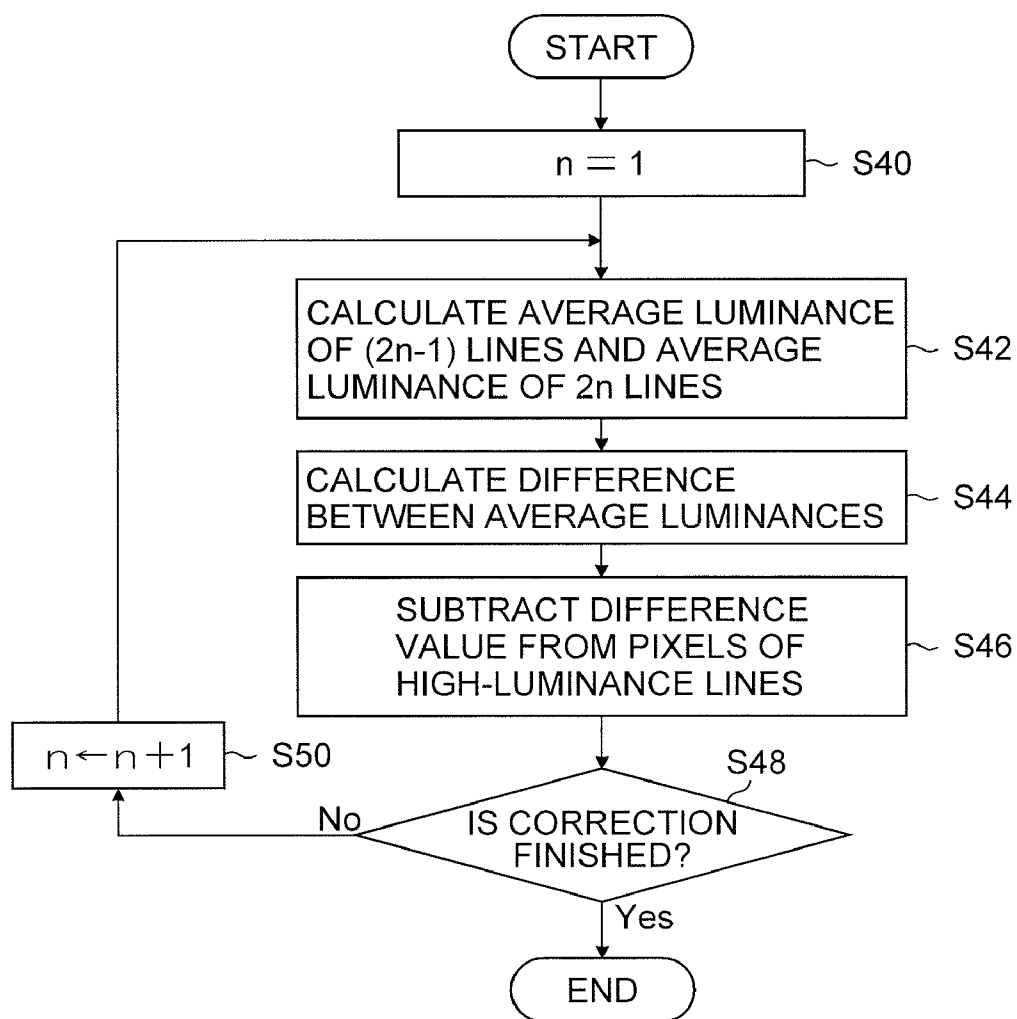 START
n = 1
S40
CALCULATE AVERAGE LUMINANCE
OF (2n-1) LINES AND AVERAGE
LUMINANCE OF 2n LINES
S42
CALCULATE DIFFERENCE
BETWEEN AVERAGE LUMINANCES
S44
SUBTRACT DIFFERENCE
VALUE FROM PIXELS OF
HIGH-LUMINANCE LINES
S46
n←n+1
S50
S48
No
IS CORRECTION
FINISHED?
Yes
END